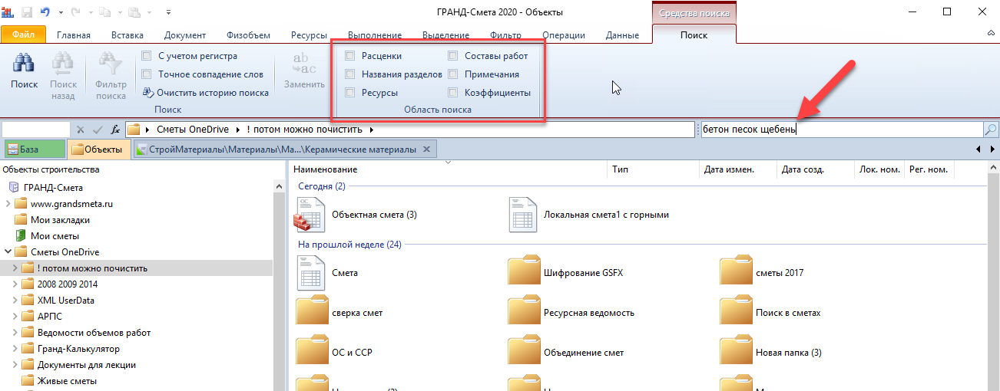 ГРАНД-Смета 2020 - Объекты
Средства поиска
Файл Главная Вставка Документ Физобъем Ресурсы Выполнение Выделение Фильтр Операции Данные Поиск
Поиск
Поиск назад
Фильтр поиска
С учетом регистра
Точное совпадение слов
Очистить историю поиска
Поиск
ab
ac
Заменить
Расценки
Названия разделов
Ресурсы
Составы работ
Примечания
Коэффициенты
Область поиска
fx
Сметы OneDrive ! потом можно почистить
бетон песок щебень
База
Объекты
СтройМатериалы\Материалы\Ма...\Керамические материалы
Объекты строительства
ГРАНД-Смета
www.grandsmeta.ru
Мои закладки
Мои сметы
Сметы OneDrive
! потом можно почистить
2008 2009 2014
XML UserData
АРПС
Ведомости объемов работ
Гранд-Калькулятор
Документы для лекции
Живые сметы
Наименование Тип Дата измен. Дата созд. Лок. ном. Рег. ном.
Сегодня (2)
ОС
Объектная смета (3)
Локальная смета1 с горными
На прошлой неделе (24)
Смета
Шифрование GSFX
сметы 2017
сверка смет
Ресурсная ведомость
Поиск в сметах
ОС и ССР
Объединение смет
Новая папка (3)